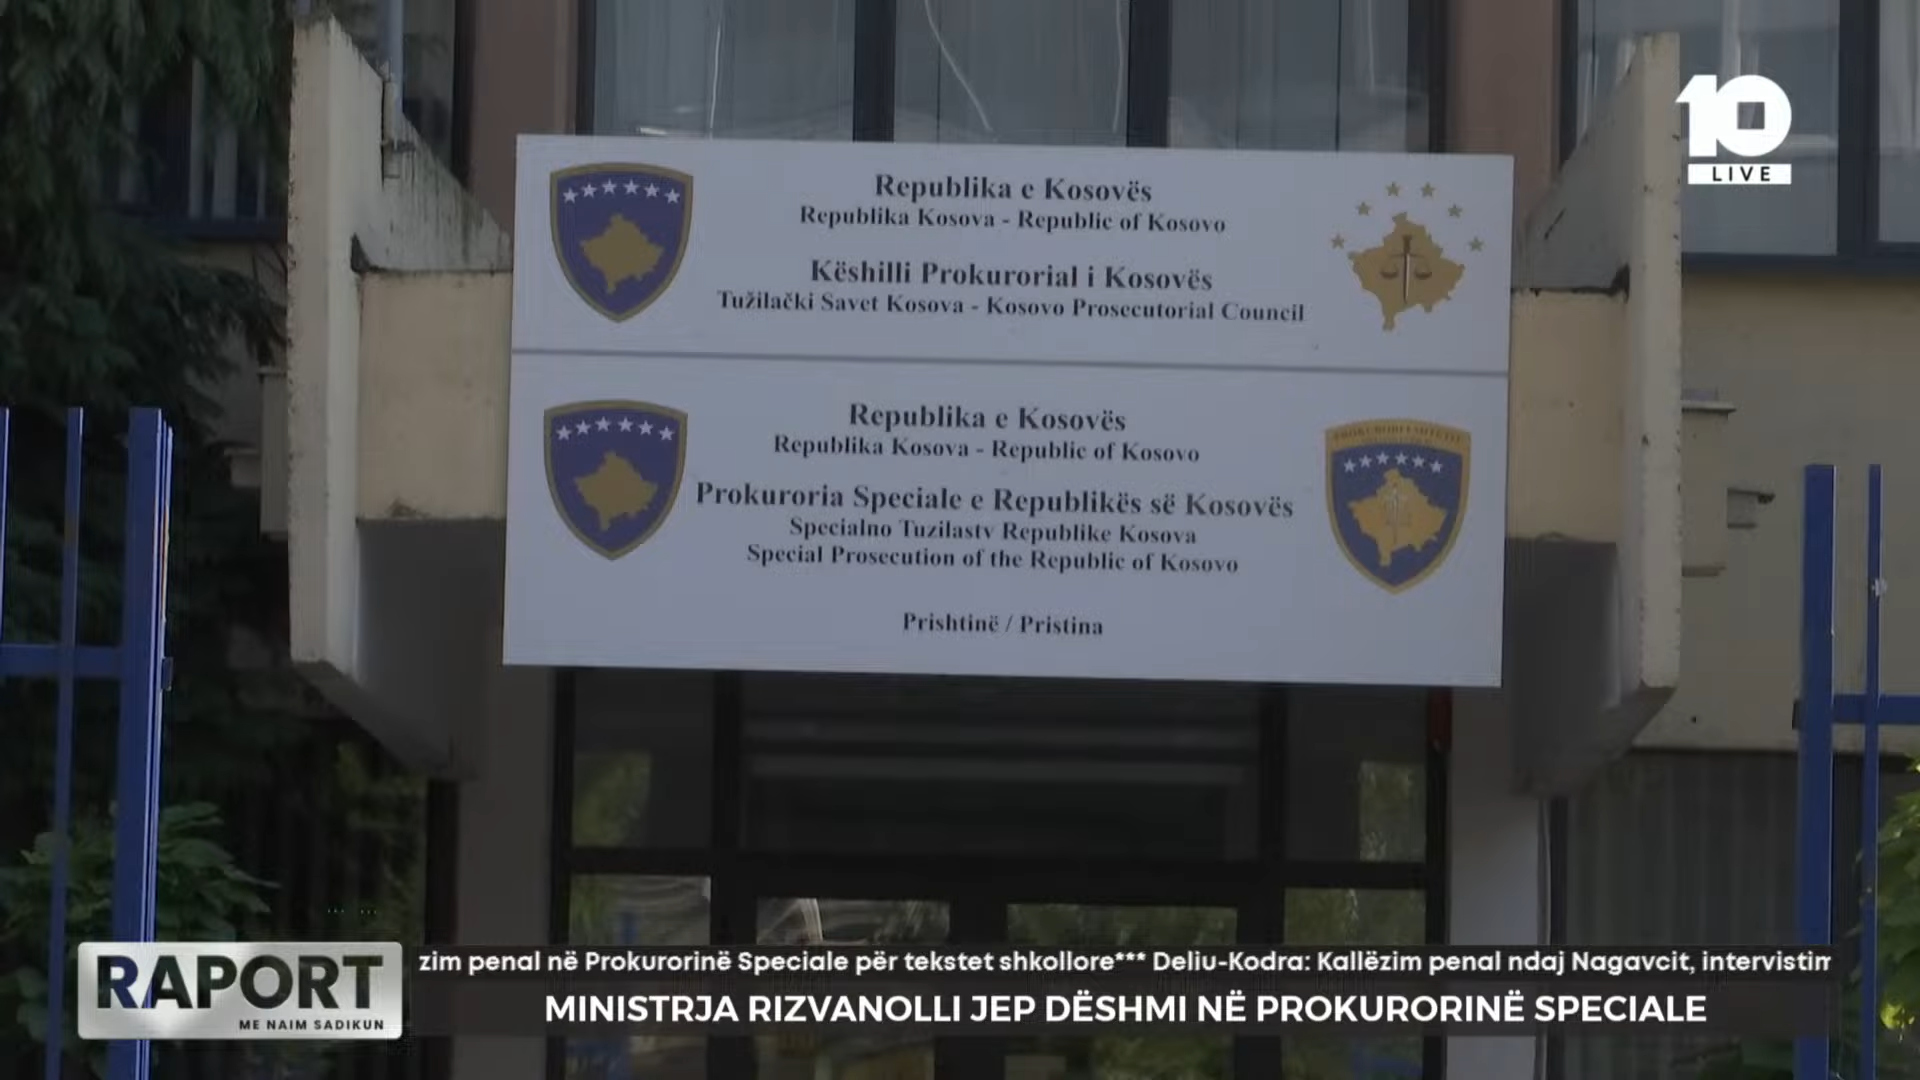 10
LIVE
Republika e Kosovës
Republika Kosova - Republic of Kosovo
Këshilli Prokurorial i Kosovës
Tužilački Savet Kosova - Kosovo Prosecutorial Council
Republika e Kosovës
Republika Kosova - Republic of Kosovo
Prokuroria Speciale e Republikës së Kosovës
Specialno Tuzilastv Republike Kosova
Special Prosecution of the Republic of Kosovo
Prishtinë / Pristina
RAPORT
ME NAIM SADIKUN
zim penal në Prokurorinë Speciale për tekstet shkollore*** Deliu-Kodra: Kallëzim penal ndaj Nagavcit, intervistim
MINISTRJA RIZVANOLLI JEP DËSHMI NË PROKURORINË SPECIALE